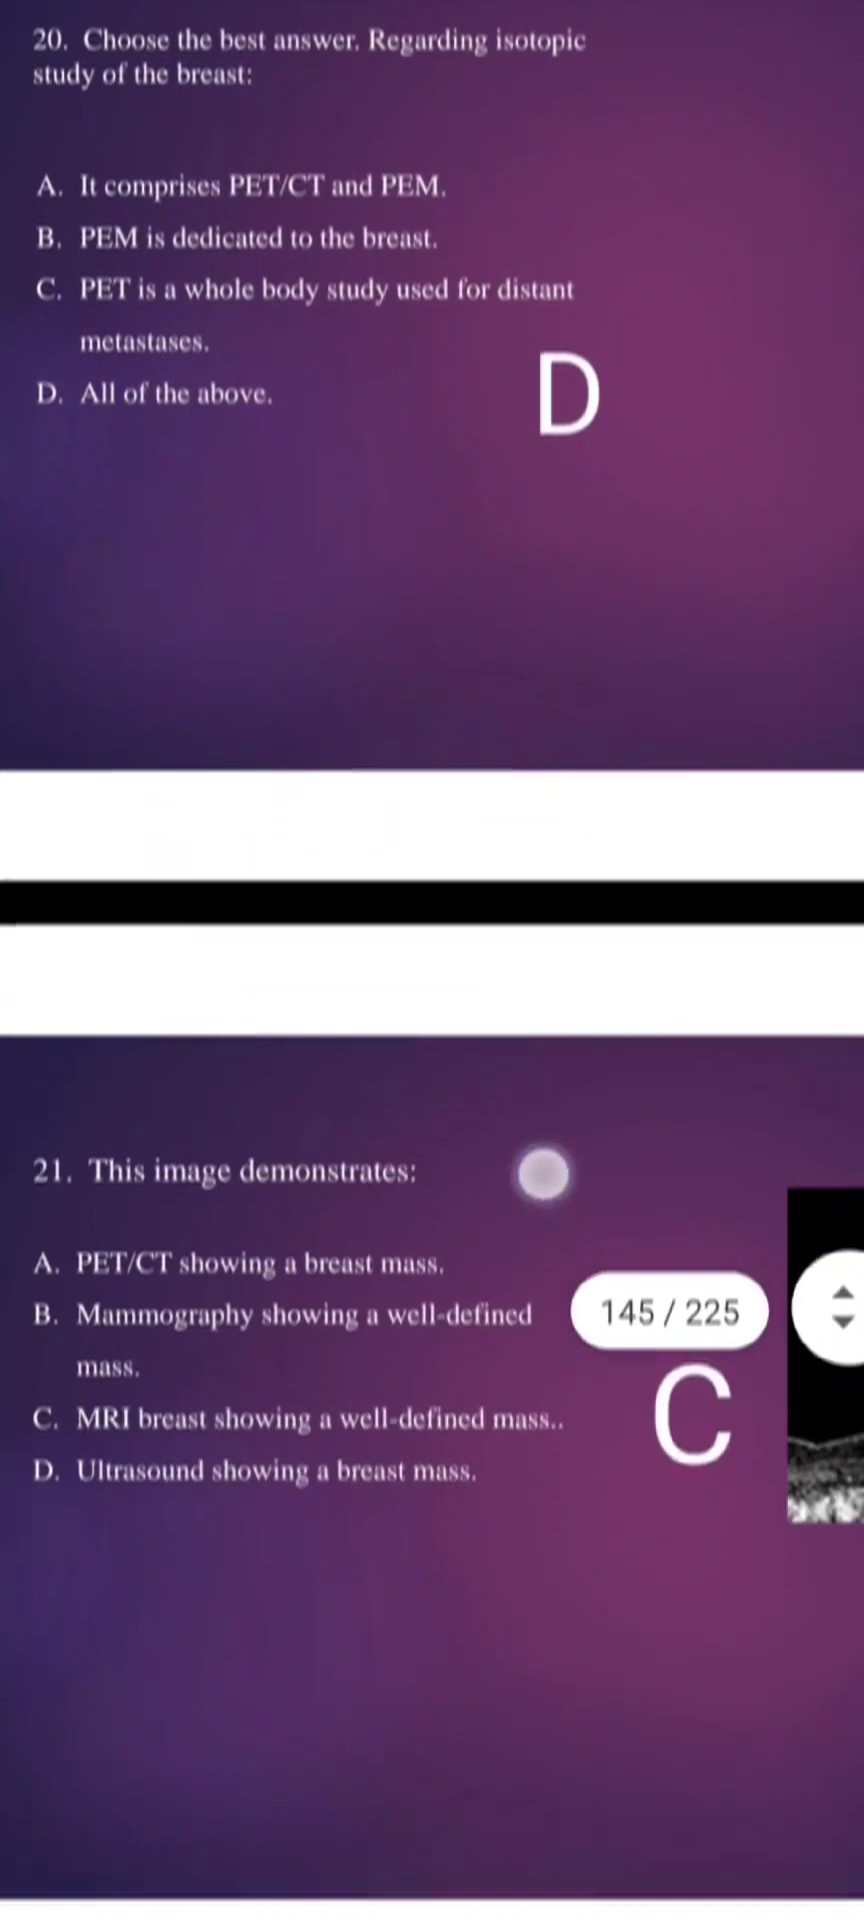 20. Choose the best answer. Regarding isotopic
study of the breast:
A. It comprises PET/CT and PEM.
B. PEM is dedicated to the breast.
C. PET is a whole body study used for distant
metastases.
D. All of the above.
D
21. This image demonstrates:
A. PET/CT showing a breast mass.
B. Mammography showing a well-defined
mass.
145 / 225
C. MRI breast showing a well-defined mass..
C
D. Ultrasound showing a breast mass.